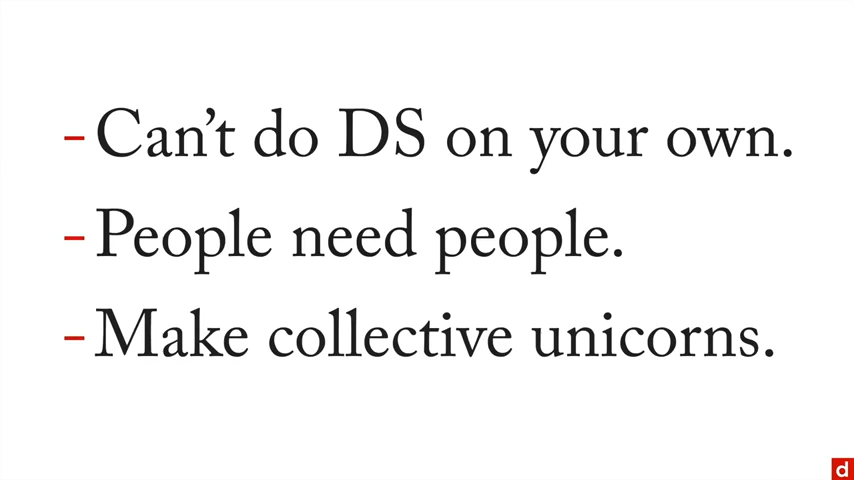 - Can't do DS on your own.
- People need people.
- Make collective unicorns.
d